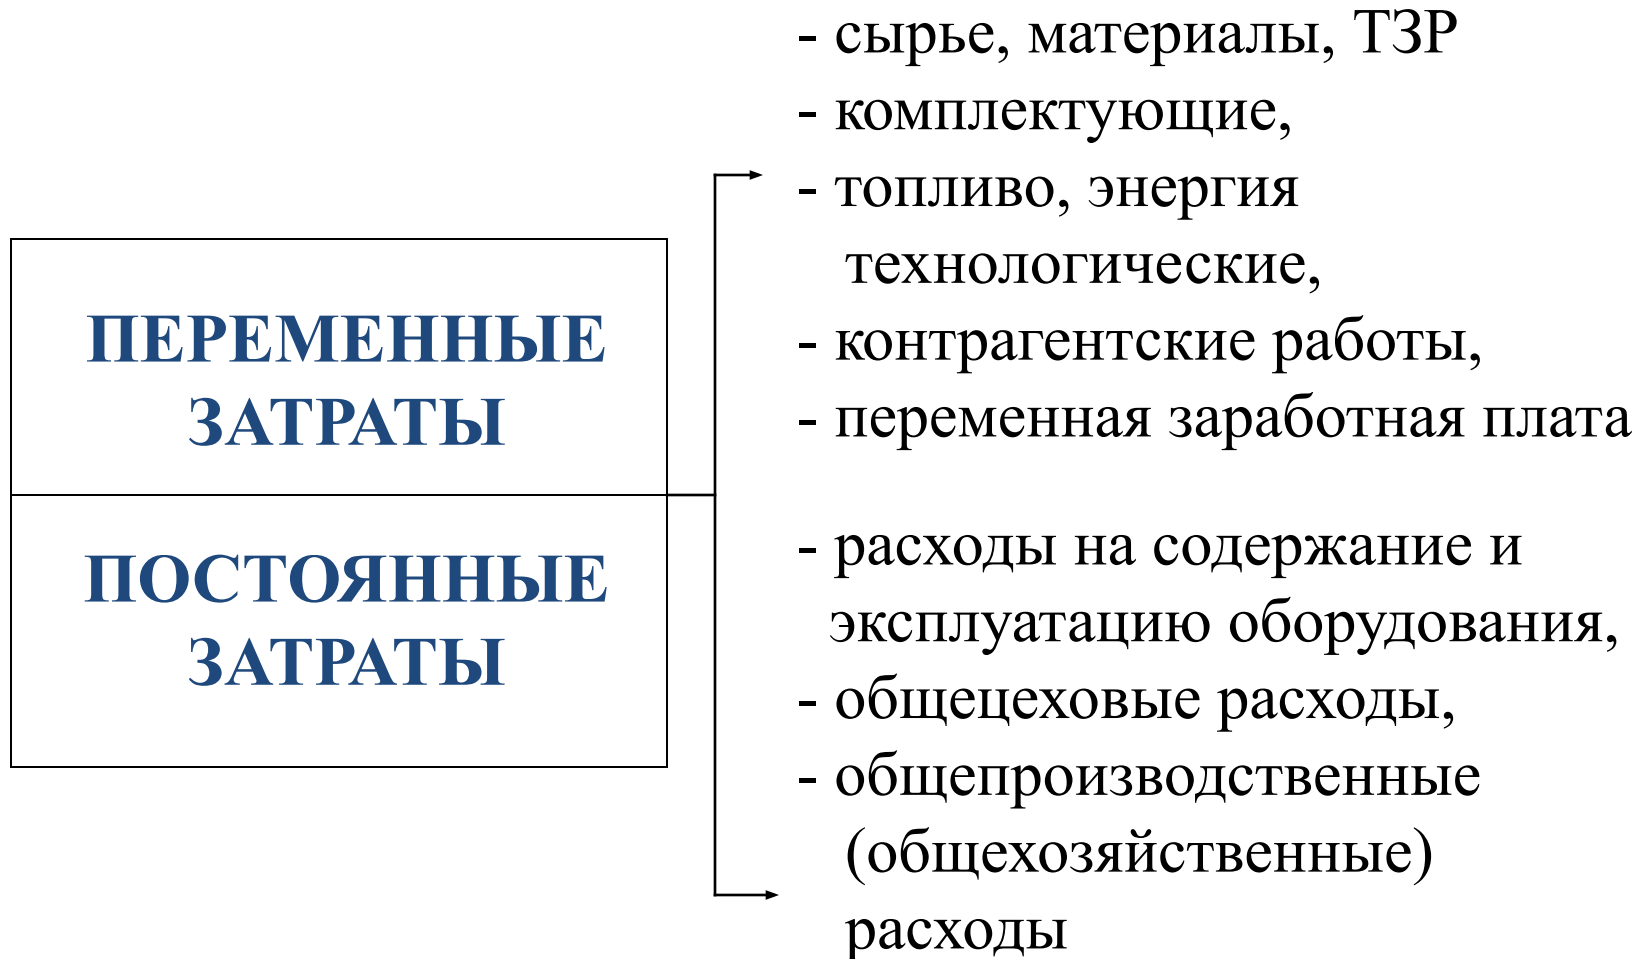 ПЕРЕМЕННЫЕ
ЗАТРАТЫ
- сырье, материалы, ТЗР
- комплектующие,
- топливо, энергия
технологические,
- контрагентские работы,
- переменная заработная плата
ПОСТОЯННЫЕ
ЗАТРАТЫ
- расходы на содержание и
эксплуатацию оборудования,
- общецеховые расходы,
- общепроизводственные
(общехозяйственные)
расходы